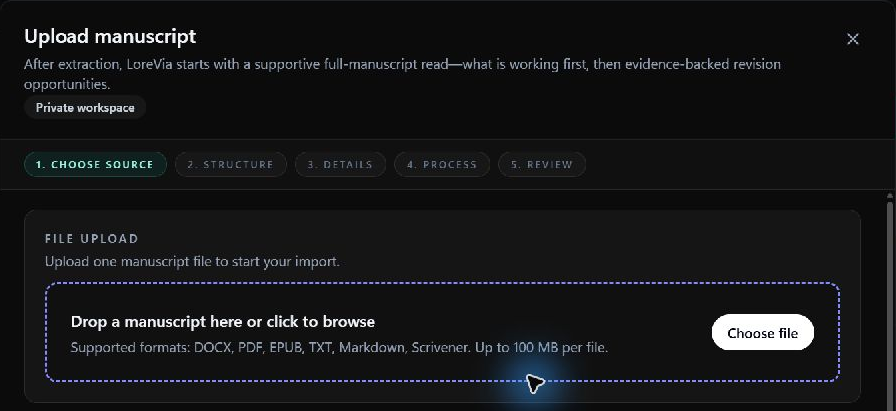 Upload manuscript
After extraction, LoreVia starts with a supportive full-manuscript read—what is working first, then evidence-backed revision
opportunities.
Private workspace
1. CHOOSE SOURCE
2. STRUCTURE
3. DETAILS
4. PROCESS
5. REVIEW
FILE UPLOAD
Upload one manuscript file to start your import.
Drop a manuscript here or click to browse
Supported formats: DOCX, PDF, EPUB, TXT, Markdown, Scrivener. Up to 100 MB per file.
Choose file